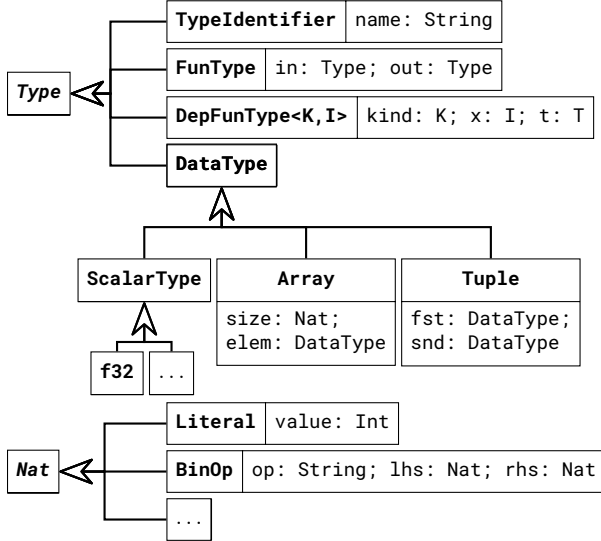 TypeIdentifier name: String
Type
FunType in: Type; out: Type
DepFunType<K,I> kind: K; x: I; t: T
DataType
ScalarType
Array
Tuple
size: Nat;
elem: DataType
fst: DataType;
snd: DataType
f32
...
Literal value: Int
Nat
BinOp op: String; lhs: Nat; rhs: Nat
...